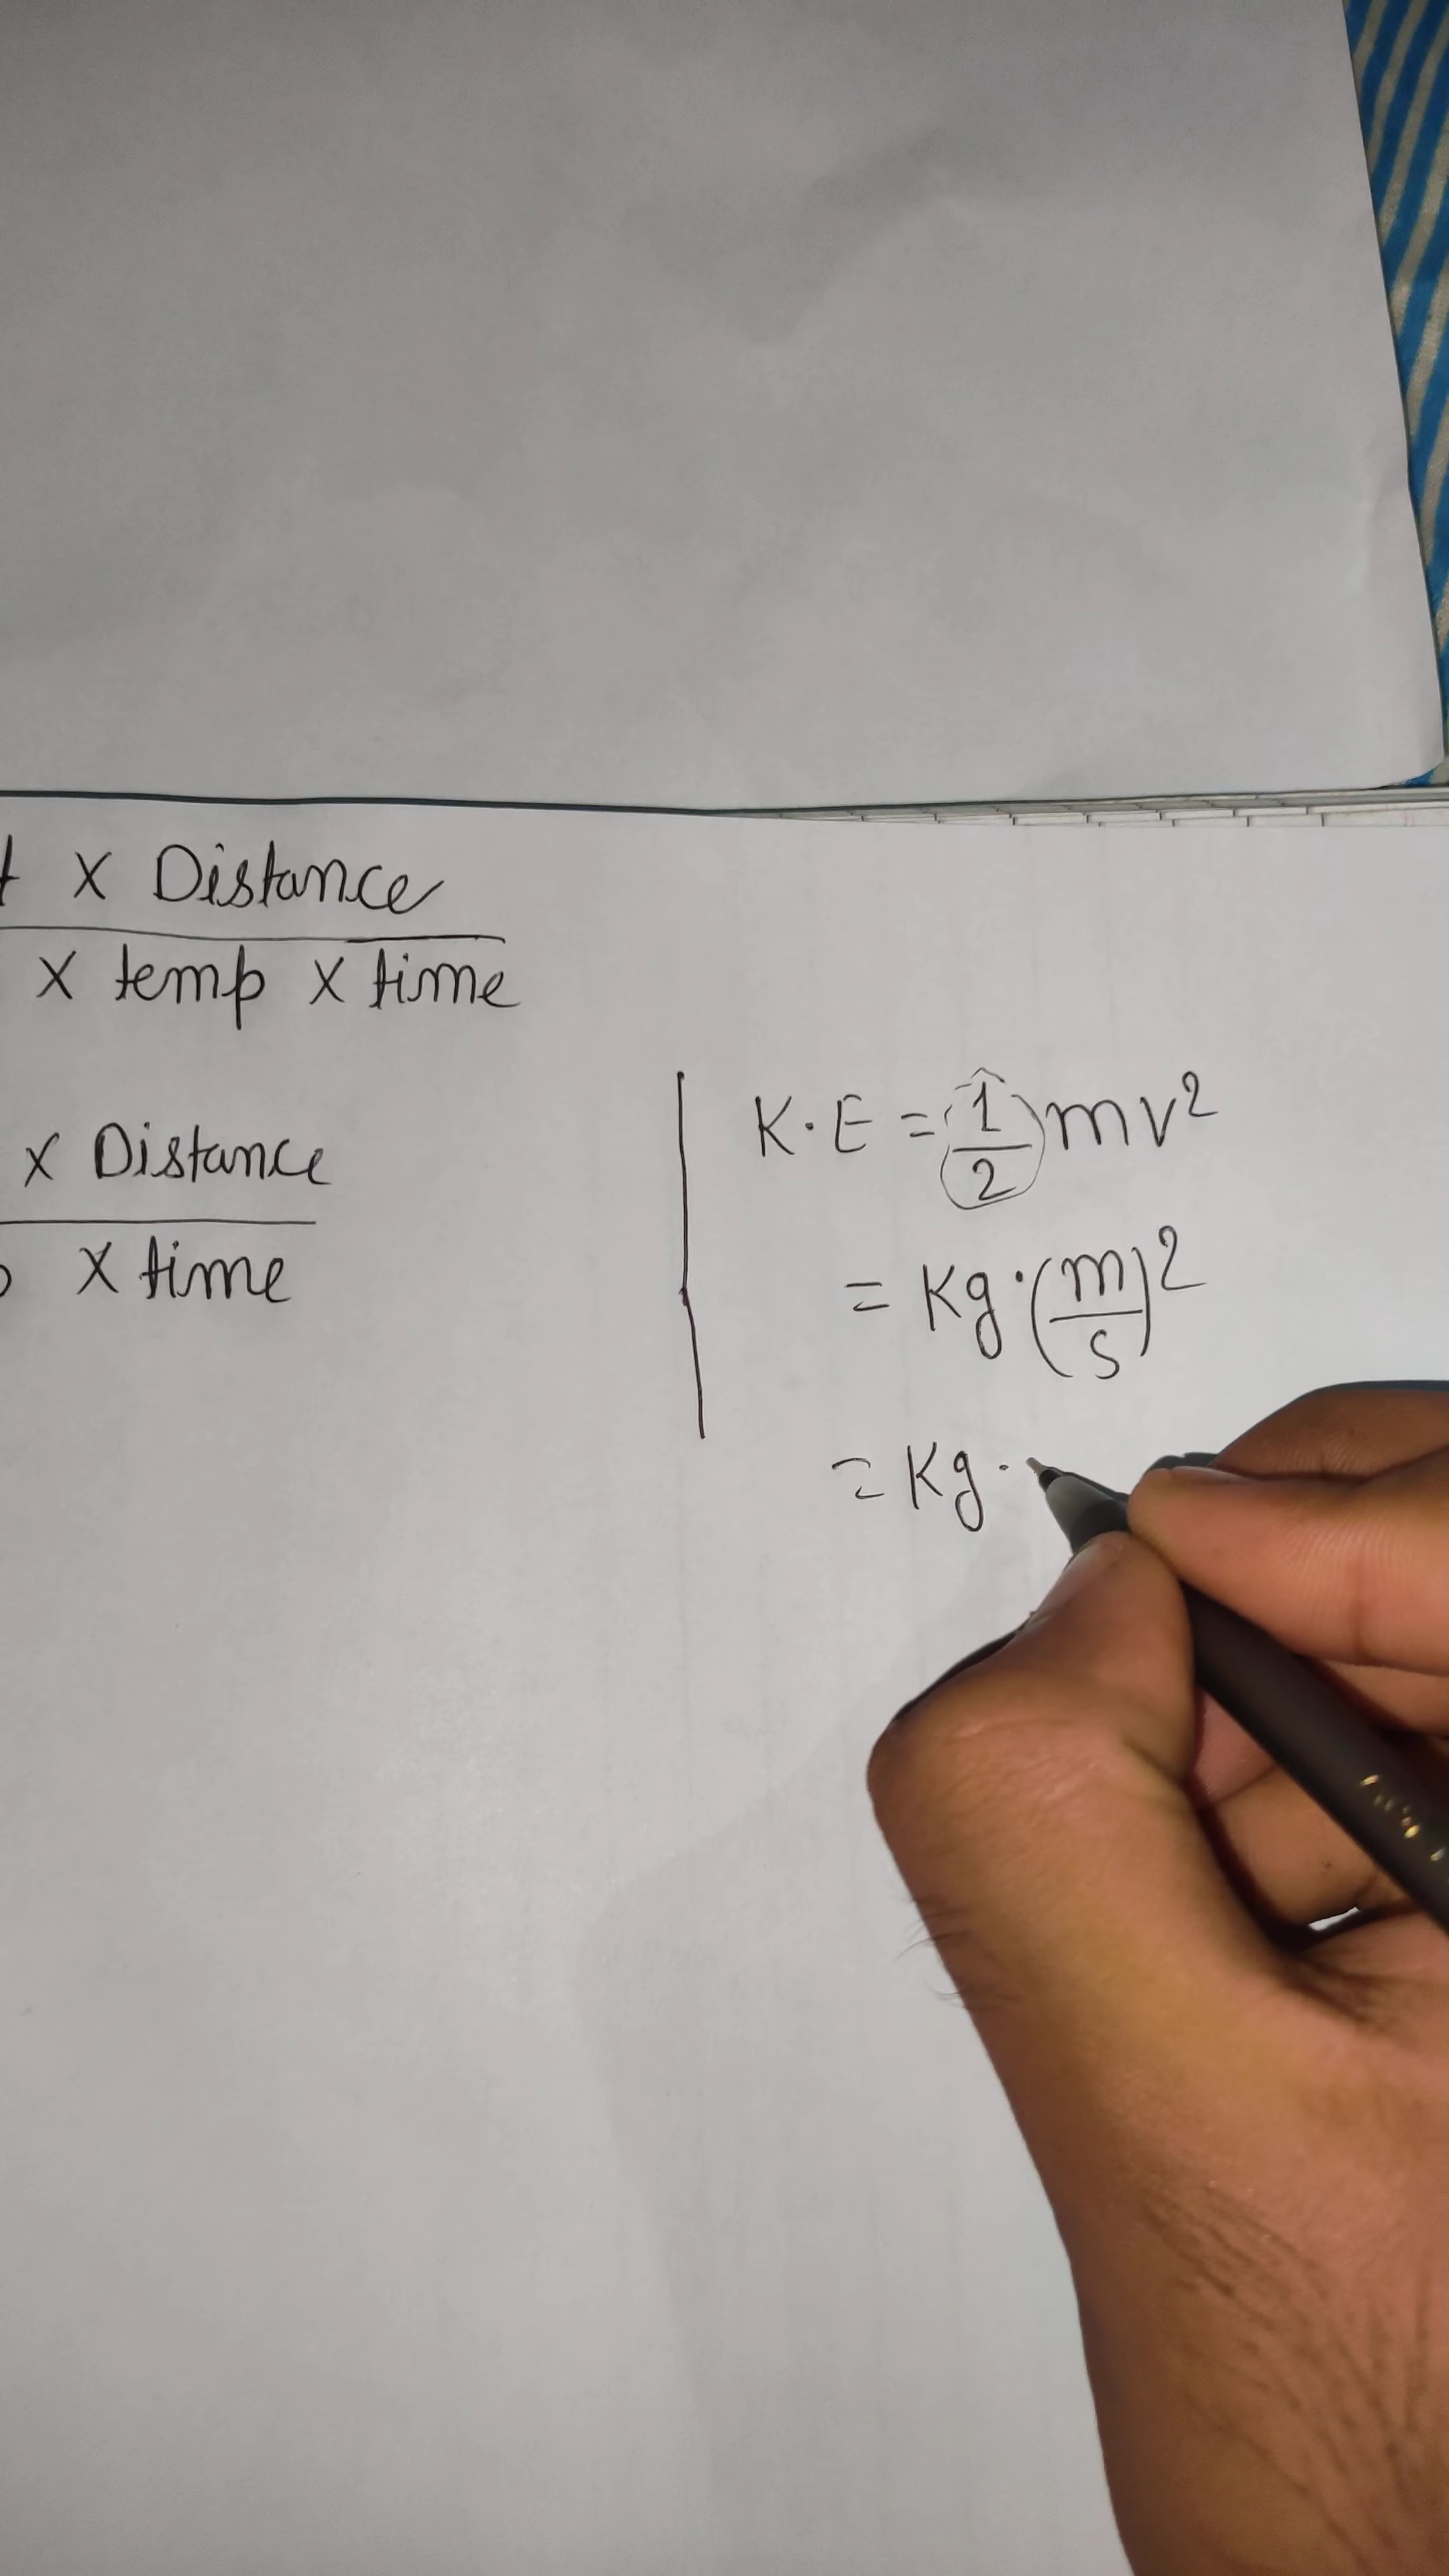 x Distance
x temp x time
x Distance
x time
K.E = 1/2 mv²
= Kg.(m/s)²
= Kg.